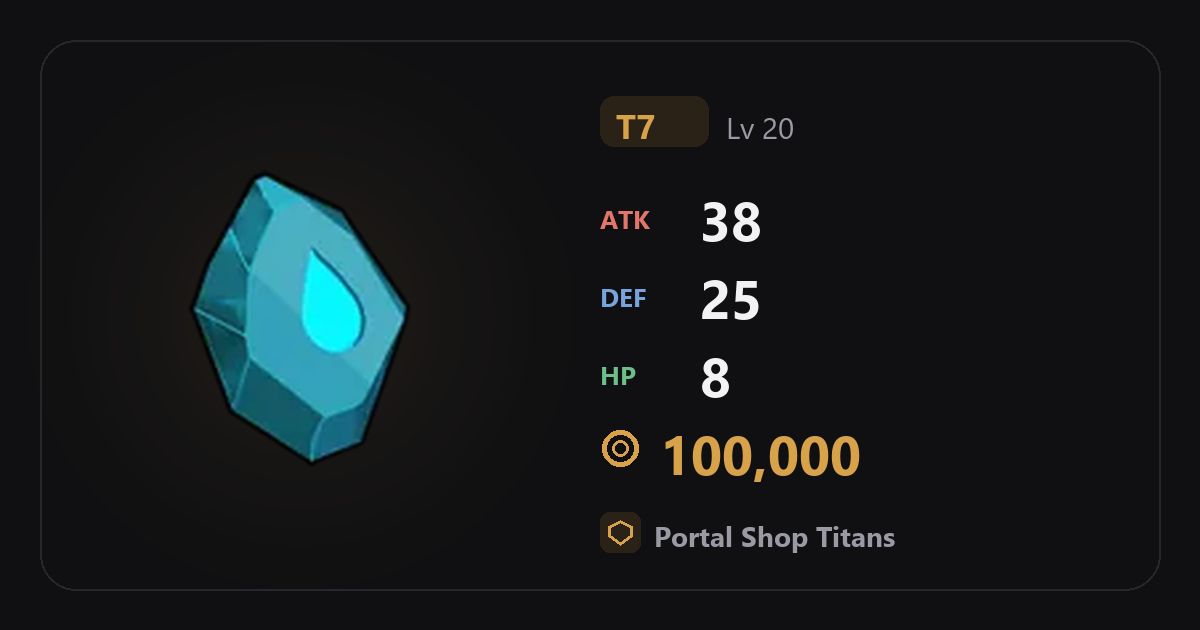 T7 Lv 20
ATK 38
DEF 25
HP 8
100,000
Portal Shop Titans